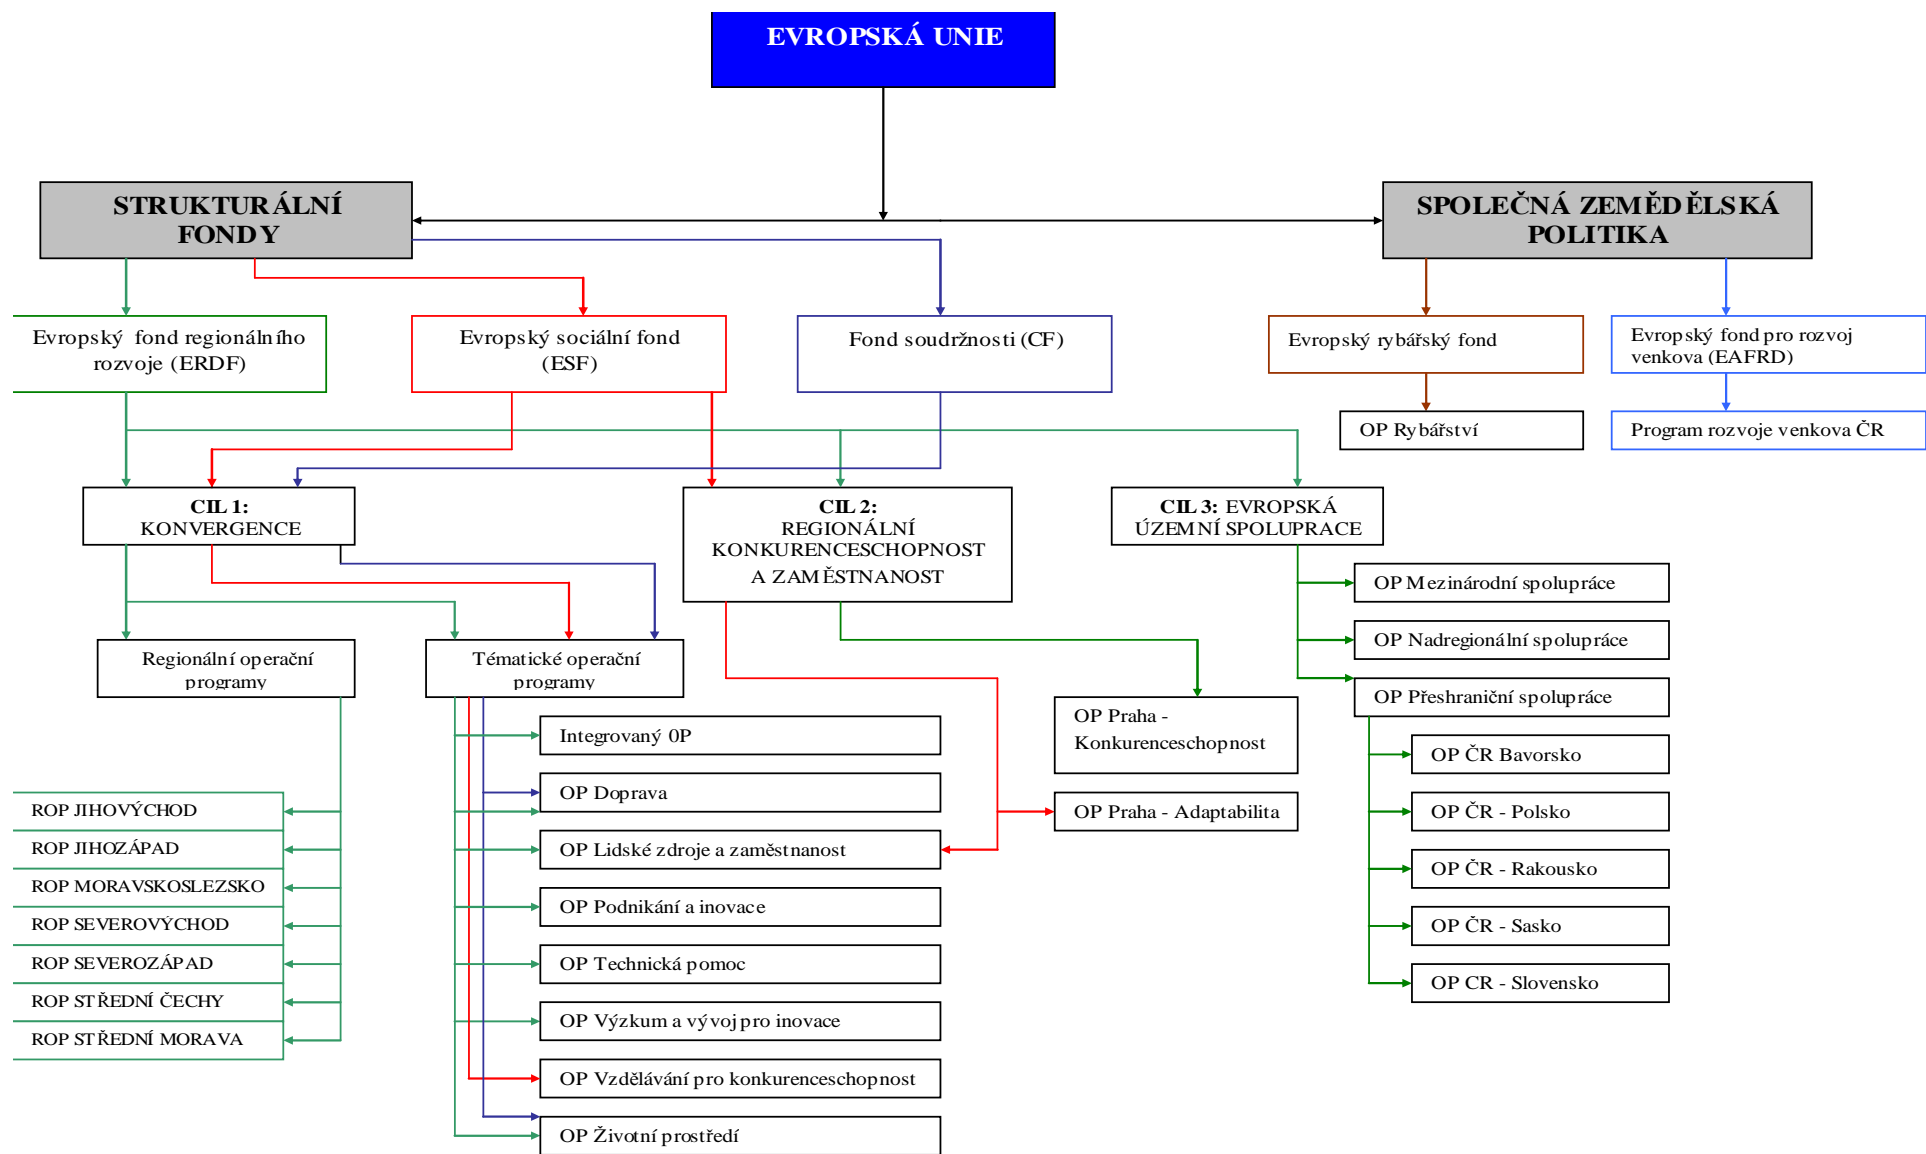 EVROPSKÁ UNIE
STRUKTURÁLNÍ
FONDY
SPOLEČNÁ ZEMĚDĚLSKÁ
POLITIKA
Evropský fond regionálního
rozvoje (ERDF)
Evropský sociální fond
(ESF)
Fond soudržnosti (CF)
Evropský rybářský fond
Evropský fond pro rozvoj
venkova (EAFRD)
OP Rybářství
Program rozvoje venkova ČR
CIL 1:
KONVERGENCE
CIL 2:
REGIONÁLNÍ
KONKURENCESCHOPNOST
A ZAMĚSTNANOST
CIL 3: EVROPSKÁ
ÚZEMNÍ SPOLUPRACE
OP Mezinárodní spolupráce
OP Nadregionální spolupráce
OP Přeshraniční spolupráce
OP ČR Bavorsko
OP ČR - Polsko
OP ČR - Rakousko
OP ČR - Sasko
OP CR - Slovensko
Regionální operační
programy
Tématické operační
programy
OP Praha -
Konkurenceschopnost
OP Praha - Adaptabilita
Integrovaný 0P
OP Doprava
OP Lidské zdroje a zaměstnanost
OP Podnikání a inovace
OP Technická pomoc
OP Výzkum a vývoj pro inovace
OP Vzdělávání pro konkurenceschopnost
OP Životní prostředí
ROP JIHOVÝCHOD
ROP JIHOZÁPAD
ROP MORAVSKOSLEZSKO
ROP SEVEROVÝCHOD
ROP SEVEROZÁPAD
ROP STŘEDNÍ ČECHY
ROP STŘEDNÍ MORAVA